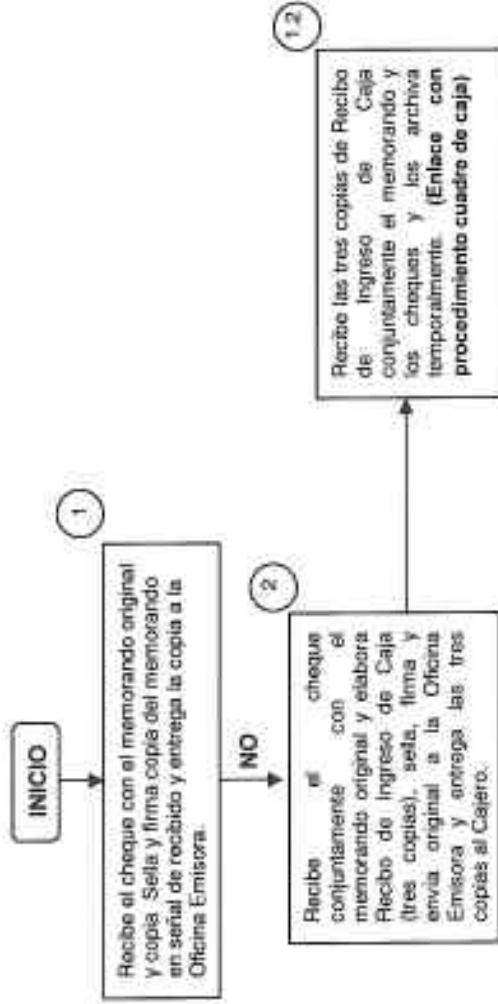 INICIO
1
Recibe el cheque con el memorando original
y copia. Sella y firma copia del memorando
en señal de recibido y entrega la copia a la
Oficina Emisora.
NO
2
Recibe el cheque
conjuntamente con el
memorando original y elabora
Recibo de Ingreso de Caja
(tres copias), sella, firma y
envía original a la Oficina
Emisora y entrega las tres
copias al Cajero.
1.2
Recibe las tres copias de Recibo
de Ingreso de Caja
conjuntamente el memorando y
los cheques y los archiva
temporalmente. (Enlace con
procedimiento cuadre de caja)